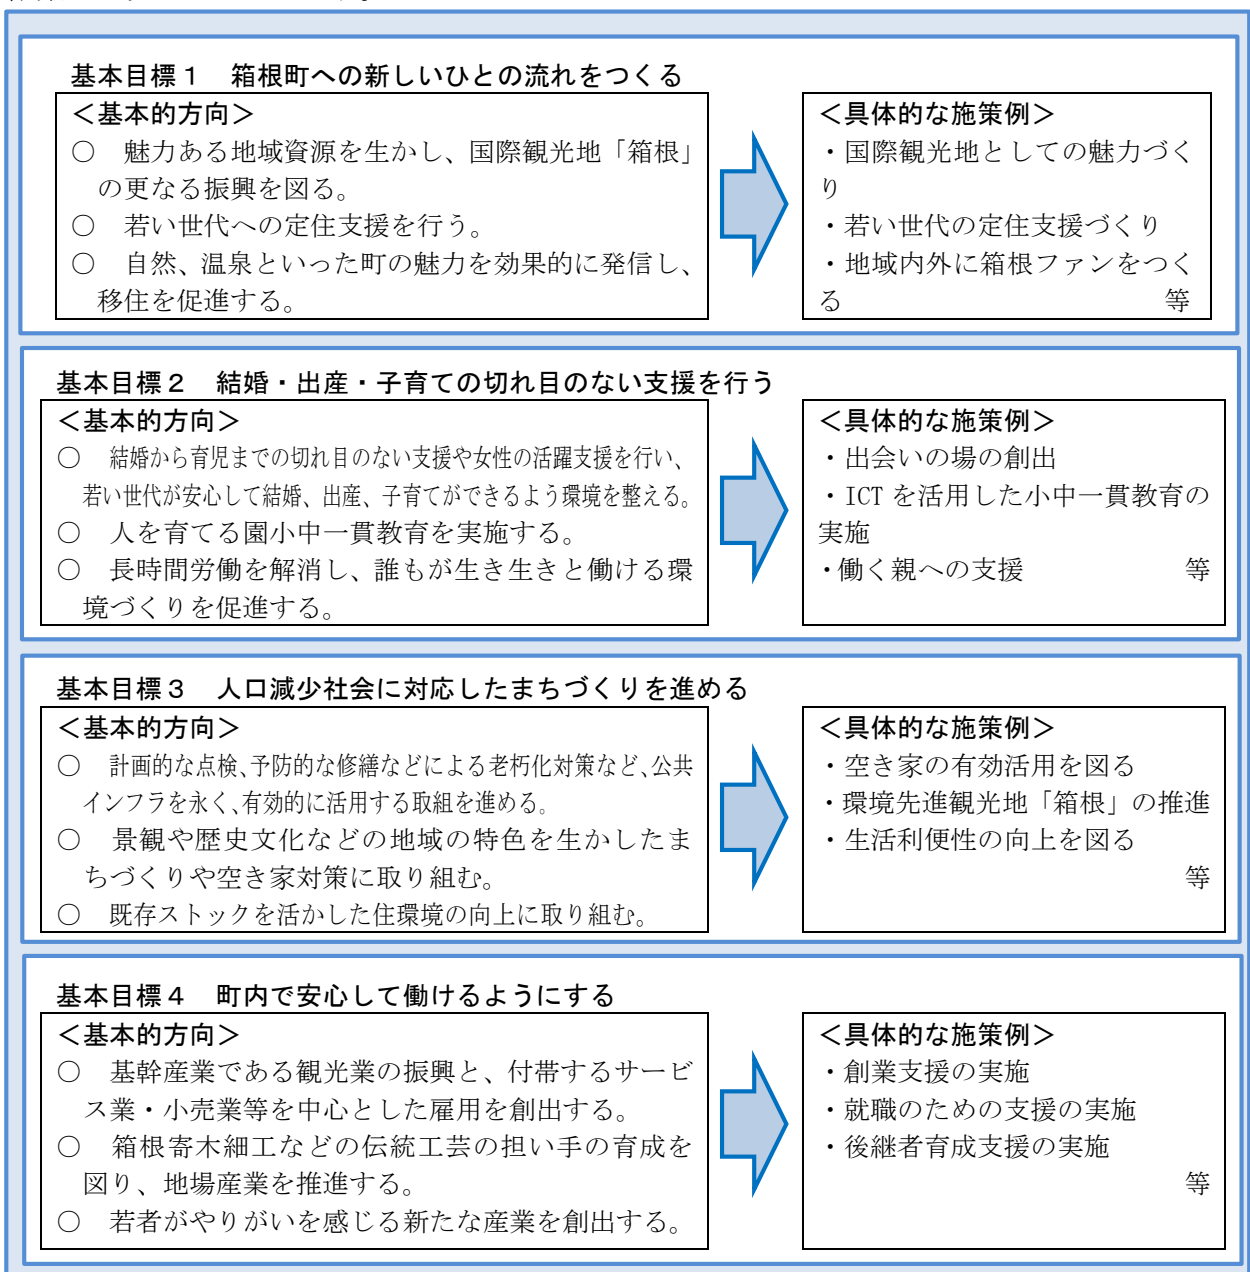 基本目標１　箱根町への新しいひとの流れをつくる
＜基本的方向＞
○　魅力ある地域資源を生かし、国際観光地「箱根」
の更なる振興を図る。
○　若い世代への定住支援を行う。
○　自然、温泉といった町の魅力を効果的に発信し、
移住を促進する。
＜具体的な施策例＞
・国際観光地としての魅力づく
り
・若い世代の定住支援づくり
・地域内外に箱根ファンをつく
る　等
基本目標２　結婚・出産・子育ての切れ目のない支援を行う
＜基本的方向＞
○　結婚から育児までの切れ目のない支援や女性の活躍支援を行い、
若い世代が安心して結婚、出産、子育てができるよう環境を整える。
○　人を育てる園小中一貫教育を実施する。
○　長時間労働を解消し、誰もが生き生きと働ける環
境づくりを促進する。
＜具体的な施策例＞
・出会いの場の創出
・ICT を活用した小中一貫教育の
実施
・働く親への支援　等
基本目標３　人口減少社会に対応したまちづくりを進める
＜基本的方向＞
○　計画的な点検、予防的な修繕などによる老朽化対策など、公共
インフラを永く、有効的に活用する取組を進める。
○　景観や歴史文化などの地域の特色を生かしたま
ちづくりや空き家対策に取り組む。
○　既存ストックを活かした住環境の向上に取り組む。
＜具体的な施策例＞
・空き家の有効活用を図る
・環境先進観光地「箱根」の推進
・生活利便性の向上を図る
等
基本目標４　町内で安心して働けるようにする
＜基本的方向＞
○　基幹産業である観光業の振興と、付帯するサービ
ス業・小売業等を中心とした雇用を創出する。
○　箱根寄木細工などの伝統工芸の担い手の育成を
図り、地場産業を推進する。
○　若者がやりがいを感じる新たな産業を創出する。
＜具体的な施策例＞
・創業支援の実施
・就職のための支援の実施
・後継者育成支援の実施
等